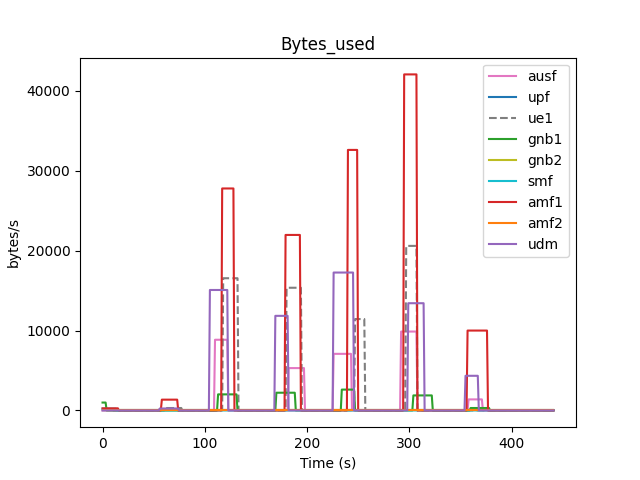 Bytes_used
bytes/s
40000
30000
20000
10000
0
0 100 200 300 400
Time (s)
ausf
upf
ue1
gnb1
gnb2
smf
amf1
amf2
udm